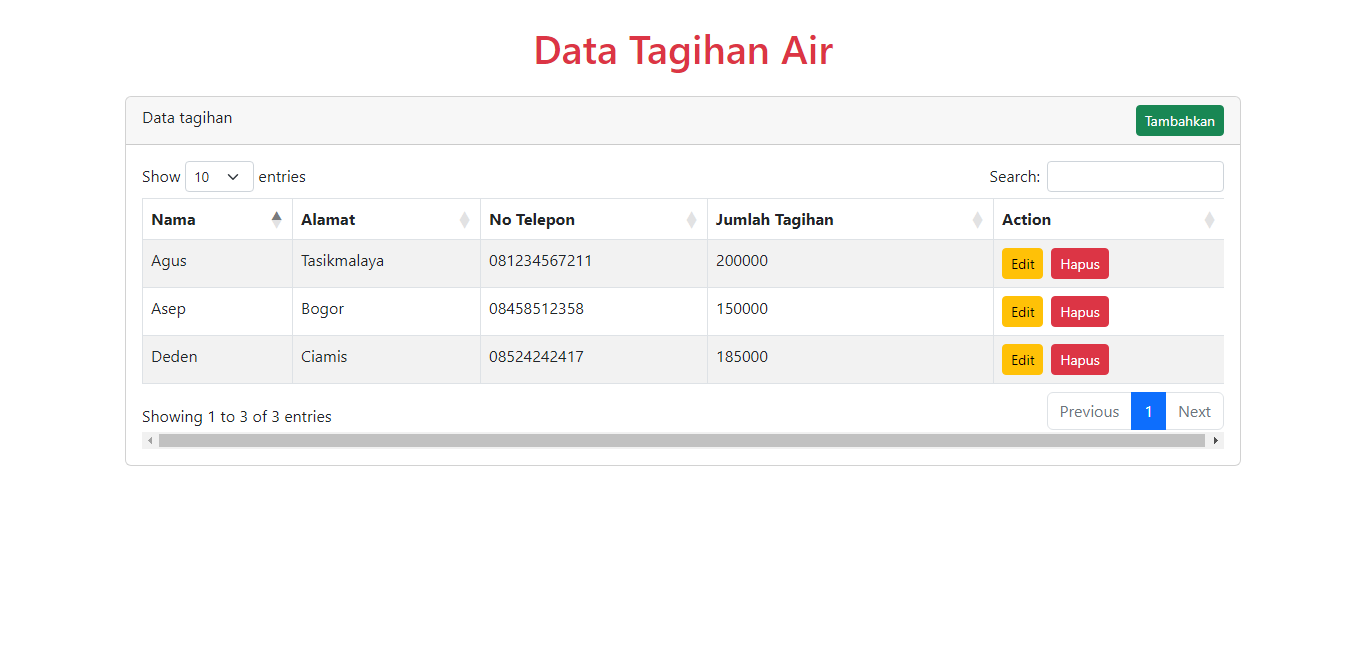 Data Tagihan Air
Data tagihan Tambahkan
Show 10 entries Search:
Nama Alamat No Telepon Jumlah Tagihan Action
Agus Tasikmalaya 081234567211 200000 Edit Hapus
Asep Bogor 08458512358 150000 Edit Hapus
Deden Ciamis 08524242417 185000 Edit Hapus
Showing 1 to 3 of 3 entries Previous 1 Next